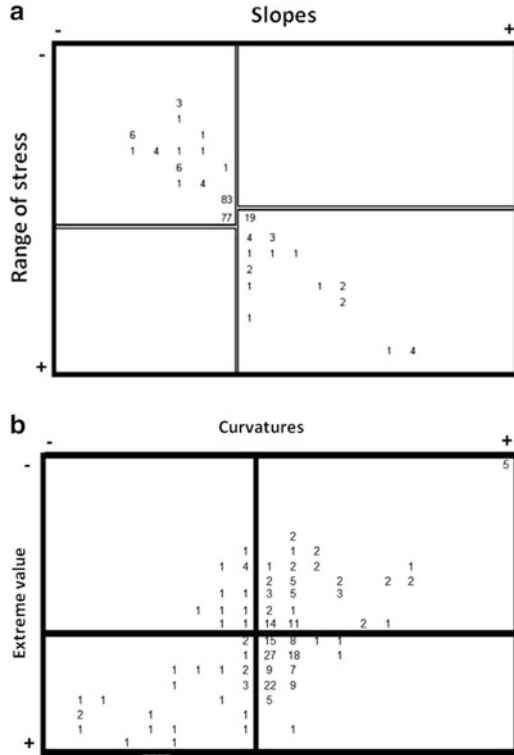 a
Slopes
- +
-
Range of stress
3
1
6 1
1 4 1 1
6 1
1 4
83
77 19
4 3
1 1 1
2
1 1 2
2
1
1 4
+
b
Curvatures
- +
-
Extreme value
5
2
1 1 2
1 4 1 2 2 1
2 5 2 2 2
1 1 3 5 3
1 1 1 2 1
1 1 14 11 2 1
2 15 8 1 1
1 27 18 1
1 1 1 2 9 7
1 3 22 9
1 1 1 5
2 1 1
1 1 1 1 1
1 1
+